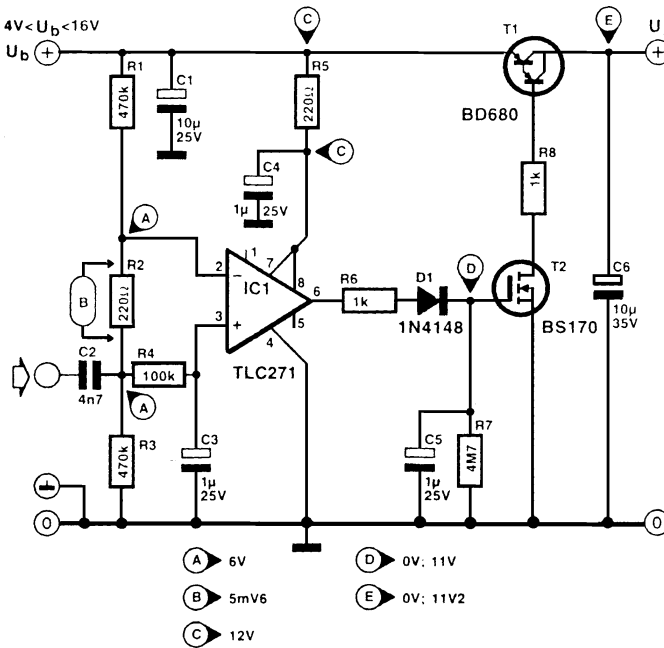 4V<Ub<16V
Ub +
C
T1
E
U
+
R1
470k
C1
10µ
25V
R5
220Ω
BD680
C
C4
1µ 25V
R8
1k
A
R2
220Ω
B
2
1
7
IC1
8
6
3
5
4
TLC271
R6
1k
D1
1N4148
D
T2
BS170
C6
10µ
35V
C2
4n7
R4
100k
A
R3
470k
C3
1µ
25V
C5
1µ
25V
R7
4M7
0
0
A 6V
D 0V; 11V
B 5mV6
E 0V; 11V2
C 12V